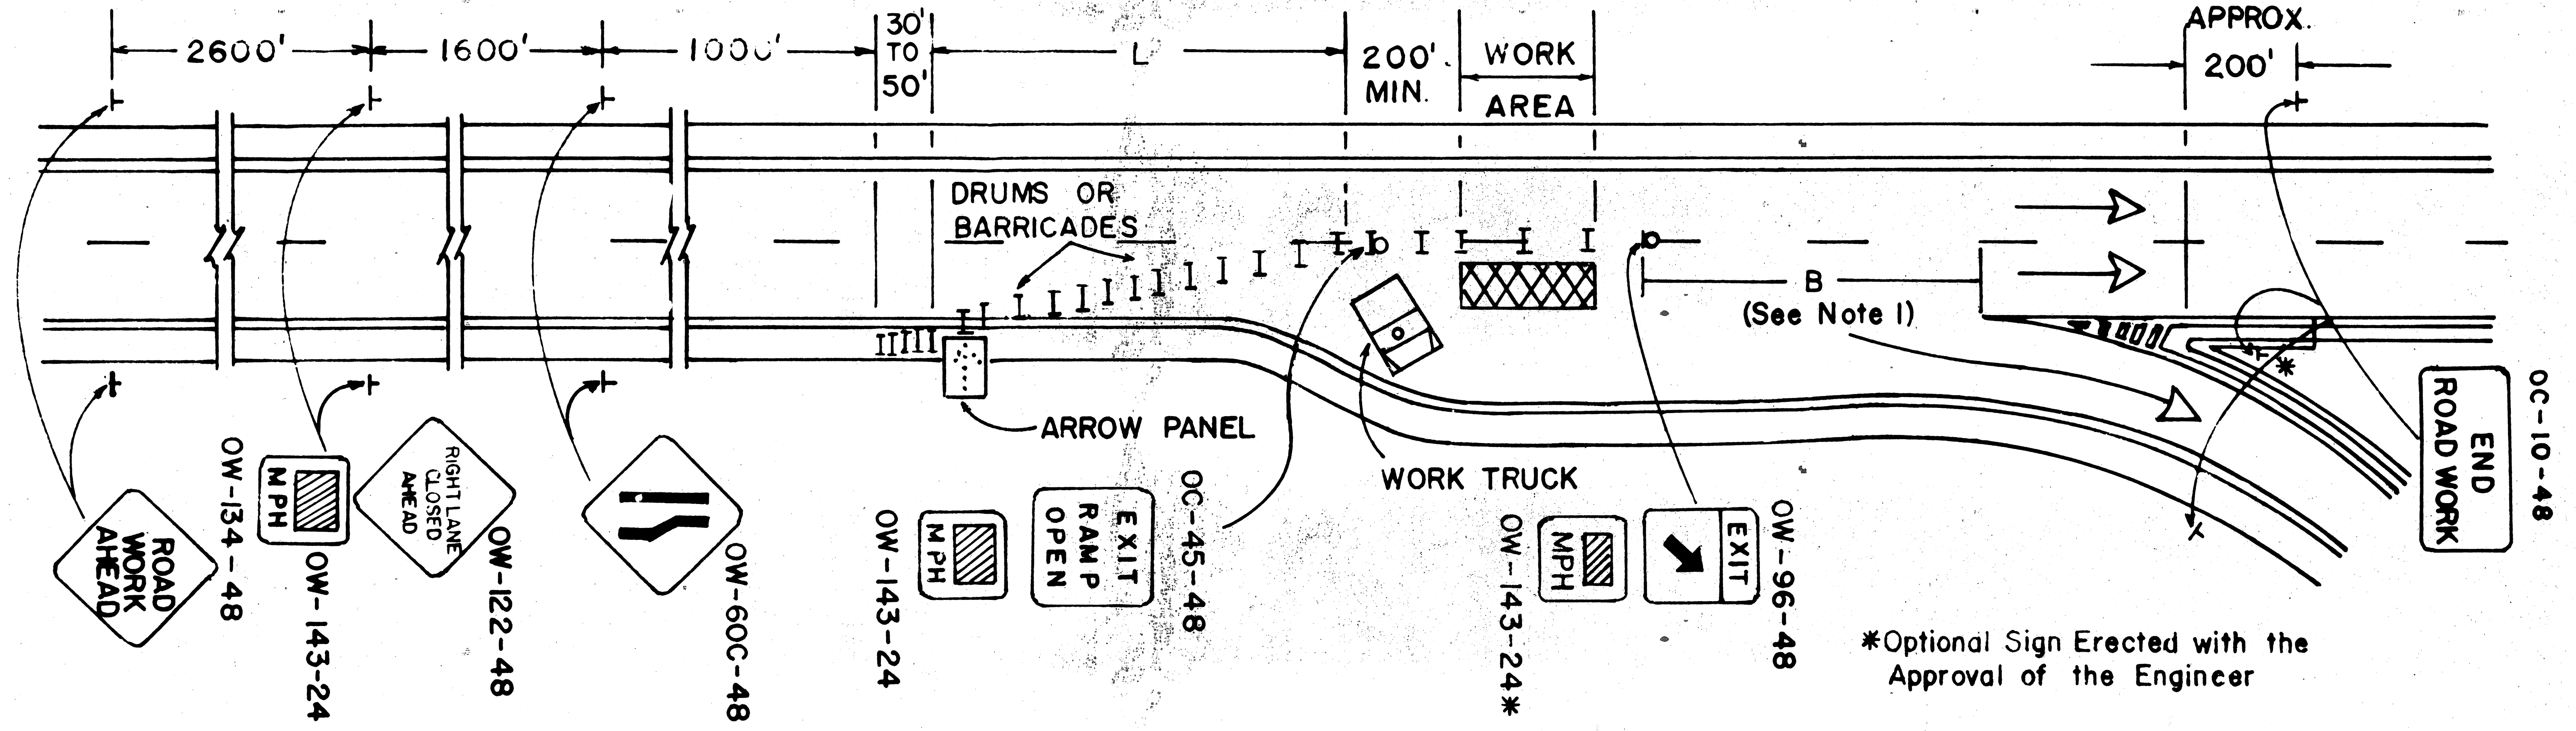 2600'
1600'
1000'
30'
TO
50'
L
200'
MIN.
WORK
AREA
APPROX.
200'
DRUMS OR
BARRICADES
B
(See Note 1)
ARROW PANEL
WORK TRUCK
ROAD
WORK
AHEAD
OW-134-48
MPH
OW-143-24
RIGHT LANE
CLOSED
AHEAD
OW-122-48
OW-60C-48
MPH
OW-143-24
EXIT
RAMP
OPEN
OC-45-48
MPH
OW-143-24*
EXIT
OW-96-48
END
ROAD WORK
OC-10-48
*
*Optional Sign Erected with the
Approval of the Engineer